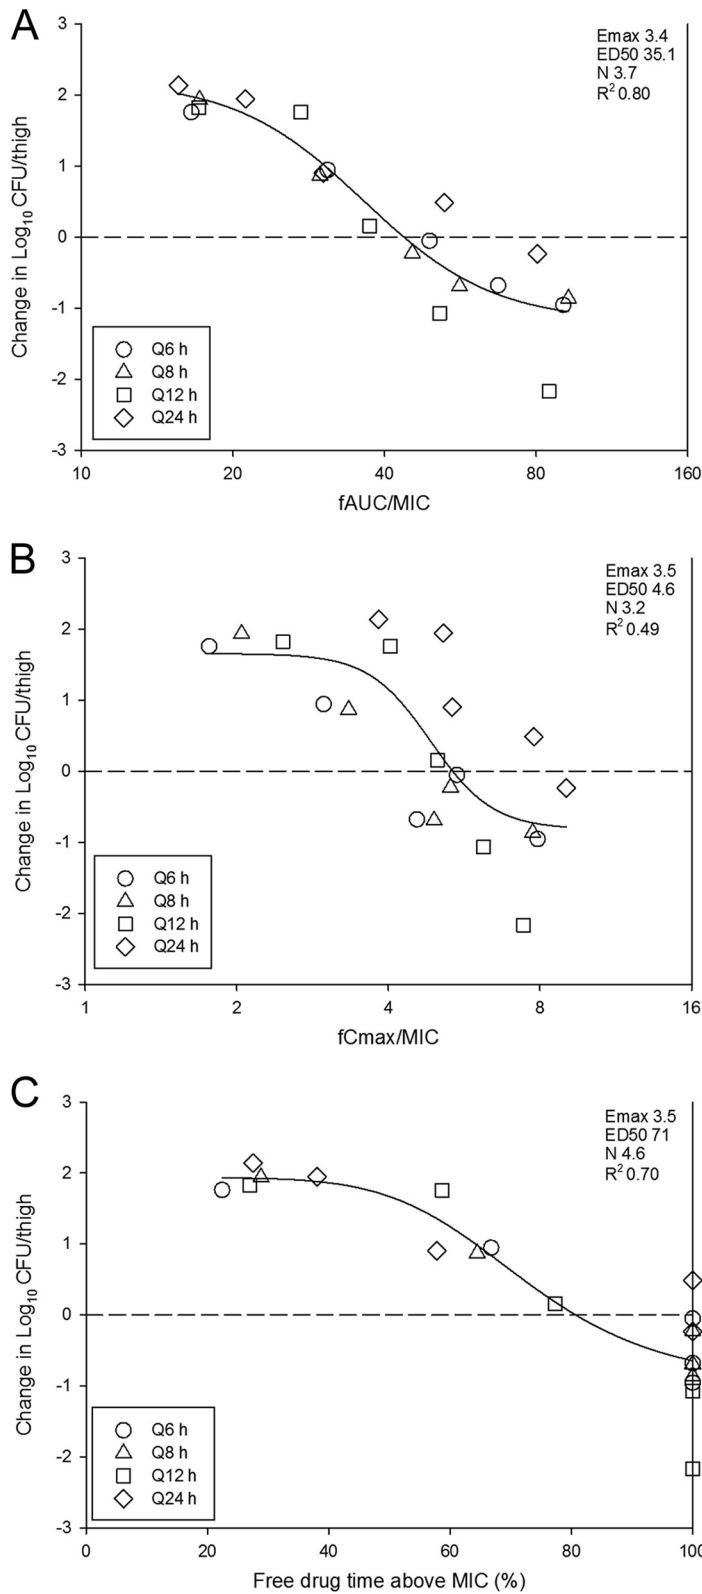 A
Emax 3.4
ED50 35.1
N 3.7
R² 0.80
Change in Log₁₀ CFU/thigh
3
2
1
0
-1
-2
-3
Q6 h
Q8 h
Q12 h
Q24 h
10 20 40 80 160
fAUC/MIC
B
Emax 3.5
ED50 4.6
N 3.2
R² 0.49
Change in Log₁₀ CFU/thigh
3
2
1
0
-1
-2
-3
Q6 h
Q8 h
Q12 h
Q24 h
1 2 4 8 16
fCmax/MIC
C
Emax 3.5
ED50 71
N 4.6
R² 0.70
Change in Log₁₀ CFU/thigh
3
2
1
0
-1
-2
-3
Q6 h
Q8 h
Q12 h
Q24 h
0 20 40 60 80 100
Free drug time above MIC (%)